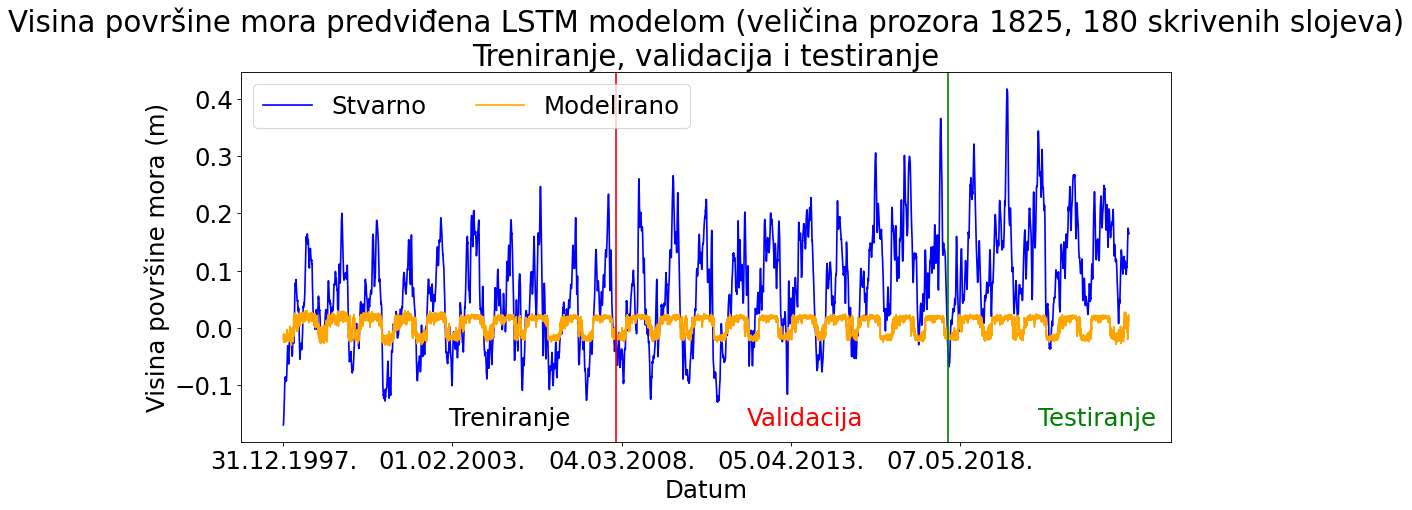 Visina površine mora predviđena LSTM modelom (veličina prozora 1825, 180 skrivenih slojeva)
Treniranje, validacija i testiranje
Stvarno
Modelirano
Visina površine mora (m)
0.4
0.3
0.2
0.1
0.0
−0.1
Treniranje
Validacija
Testiranje
31.12.1997.
01.02.2003.
04.03.2008.
05.04.2013.
07.05.2018.
Datum